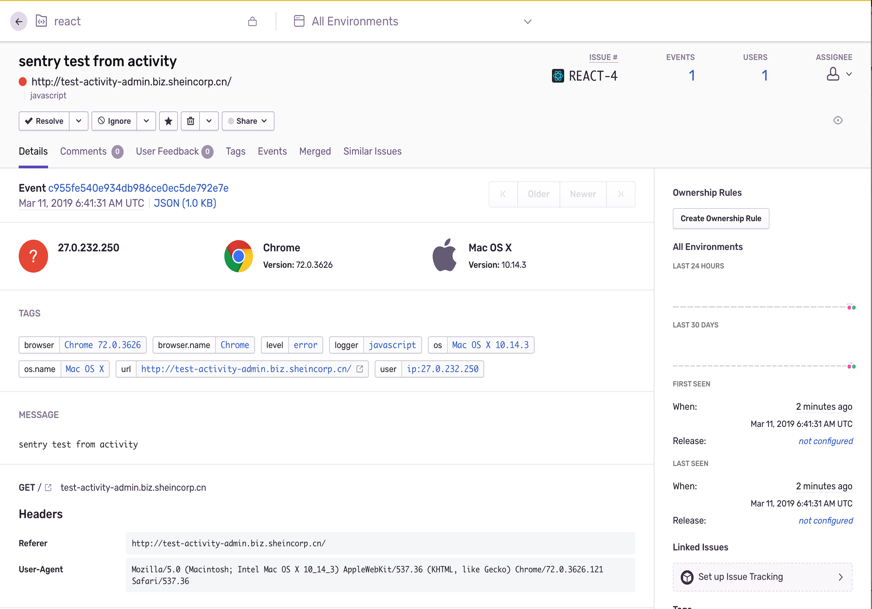 react
All Environments
sentry test from activity
http://test-activity-admin.biz.sheincorp.cn/
javascript
ISSUE #
REACT-4
EVENTS
1
USERS
1
ASSIGNEE
Resolve
Ignore
Share
Details
Comments 0
User Feedback 0
Tags
Events
Merged
Similar Issues
Event c955fe540e934db986ce0ec5de792e7e
Mar 11, 2019 6:41:31 AM UTC
JSON (1.0 KB)
Older
Newer
?
27.0.232.250
Chrome
Version: 72.0.3626
Mac OS X
Version: 10.14.3
TAGS
browser Chrome 72.0.3626
browser.name Chrome
level error
logger javascript
os Mac OS X 10.14.3
os.name Mac OS X
url http://test-activity-admin.biz.sheincorp.cn/
user ip:27.0.232.250
MESSAGE
sentry test from activity
GET / test-activity-admin.biz.sheincorp.cn
Headers
Referer
http://test-activity-admin.biz.sheincorp.cn/
User-Agent
Mozilla/5.0 (Macintosh; Intel Mac OS X 10_14_3) AppleWebKit/537.36 (KHTML, like Gecko) Chrome/72.0.3626.121
Safari/537.36
Ownership Rules
Create Ownership Rule
All Environments
LAST 24 HOURS
LAST 30 DAYS
FIRST SEEN
When: 2 minutes ago
Mar 11, 2019 6:41:31 AM UTC
Release: not configured
LAST SEEN
When: 2 minutes ago
Mar 11, 2019 6:41:31 AM UTC
Release: not configured
Linked Issues
Set up Issue Tracking
Tags